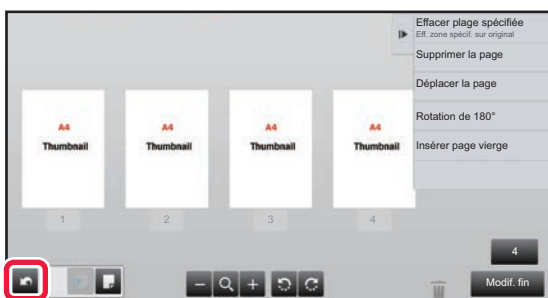 Effacer plage spécifiée
Eff. zone spécif. sur original
Supprimer la page
Déplacer la page
Rotation de 180°
Insérer page vierge
A4
Thumbnail
A4
Thumbnail
A4
Thumbnail
A4
Thumbnail
1
2
3
4
4
Modif. fin